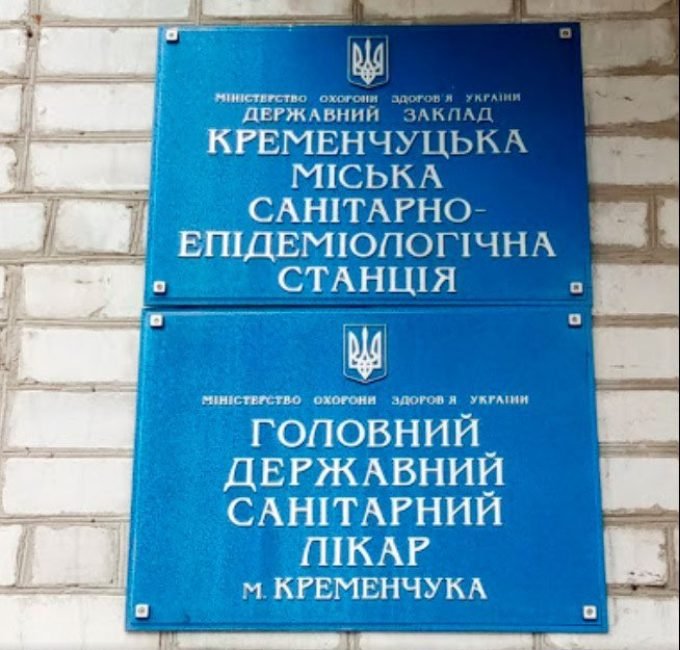 МІНІСТЕРСТВО ОХОРОНИ ЗДОРОВ'Я УКРАЇНИ
ДЕРЖАВНИЙ ЗАКЛАД
КРЕМЕНЧУЦЬКА
МІСЬКА
САНІТАРНО-
ЕПІДЕМІОЛОГІЧНА
СТАНЦІЯ
МІНІСТЕРСТВО ОХОРОНИ ЗДОРОВ'Я УКРАЇНИ
ГОЛОВНИЙ
ДЕРЖАВНИЙ
САНІТАРНИЙ
ЛІКАР
м. КРЕМЕНЧУКА